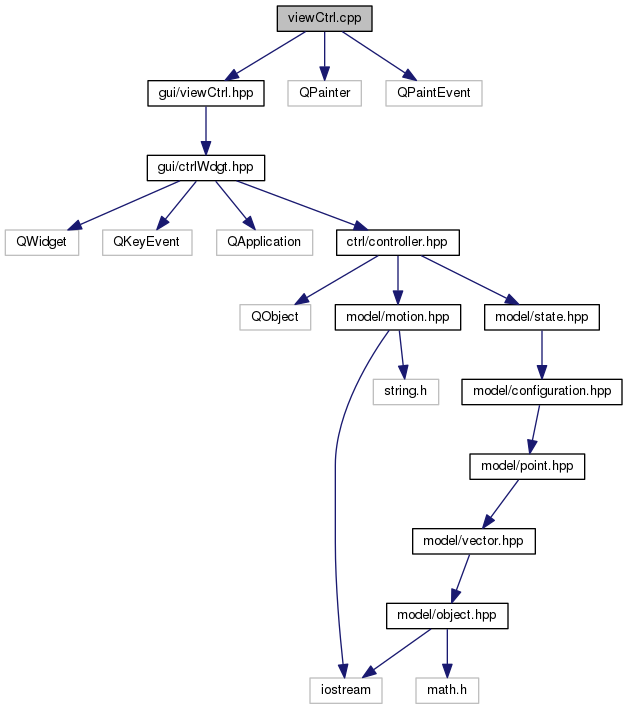 viewCtrl.cpp
gui/viewCtrl.hpp
QPainter
QPaintEvent
gui/ctrlWdgt.hpp
QWidget
QKeyEvent
QApplication
ctrl/controller.hpp
QObject
model/motion.hpp
model/state.hpp
string.h
model/configuration.hpp
model/point.hpp
model/vector.hpp
model/object.hpp
iostream
math.h